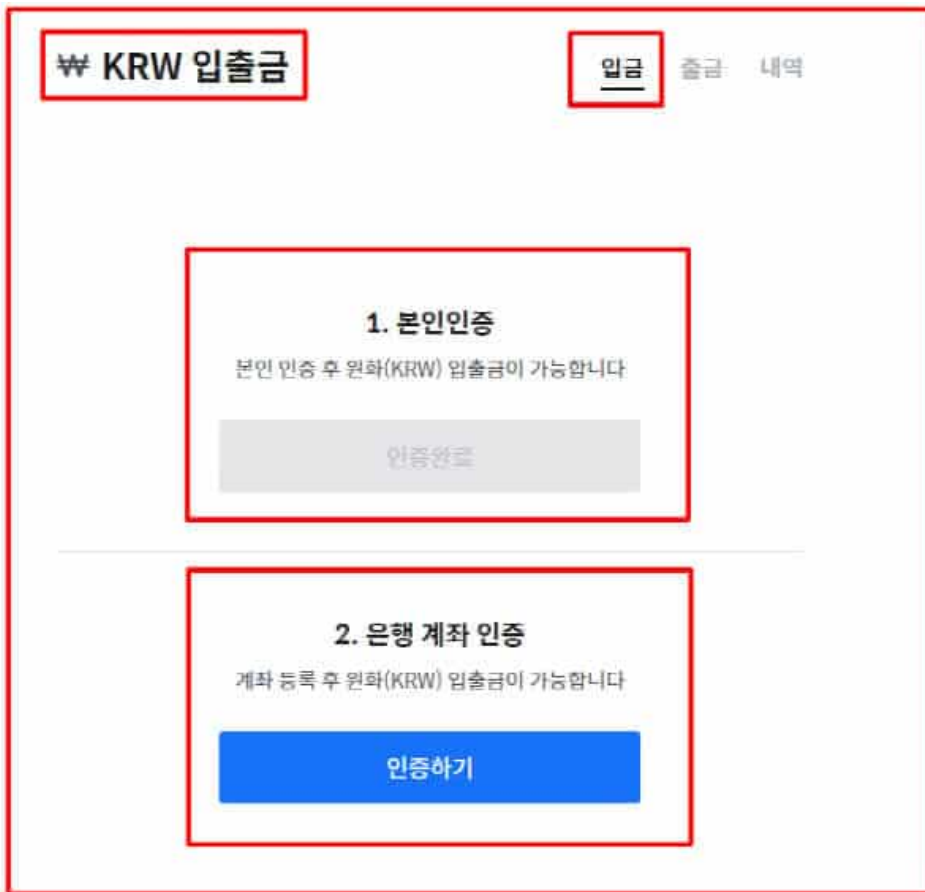 ₩ KRW 입출금
입금 출금 내역
1. 본인인증
본인 인증 후 원화(KRW) 입출금이 가능합니다
인증완료
2. 은행 계좌 인증
계좌 등록 후 원화(KRW) 입출금이 가능합니다
인증하기